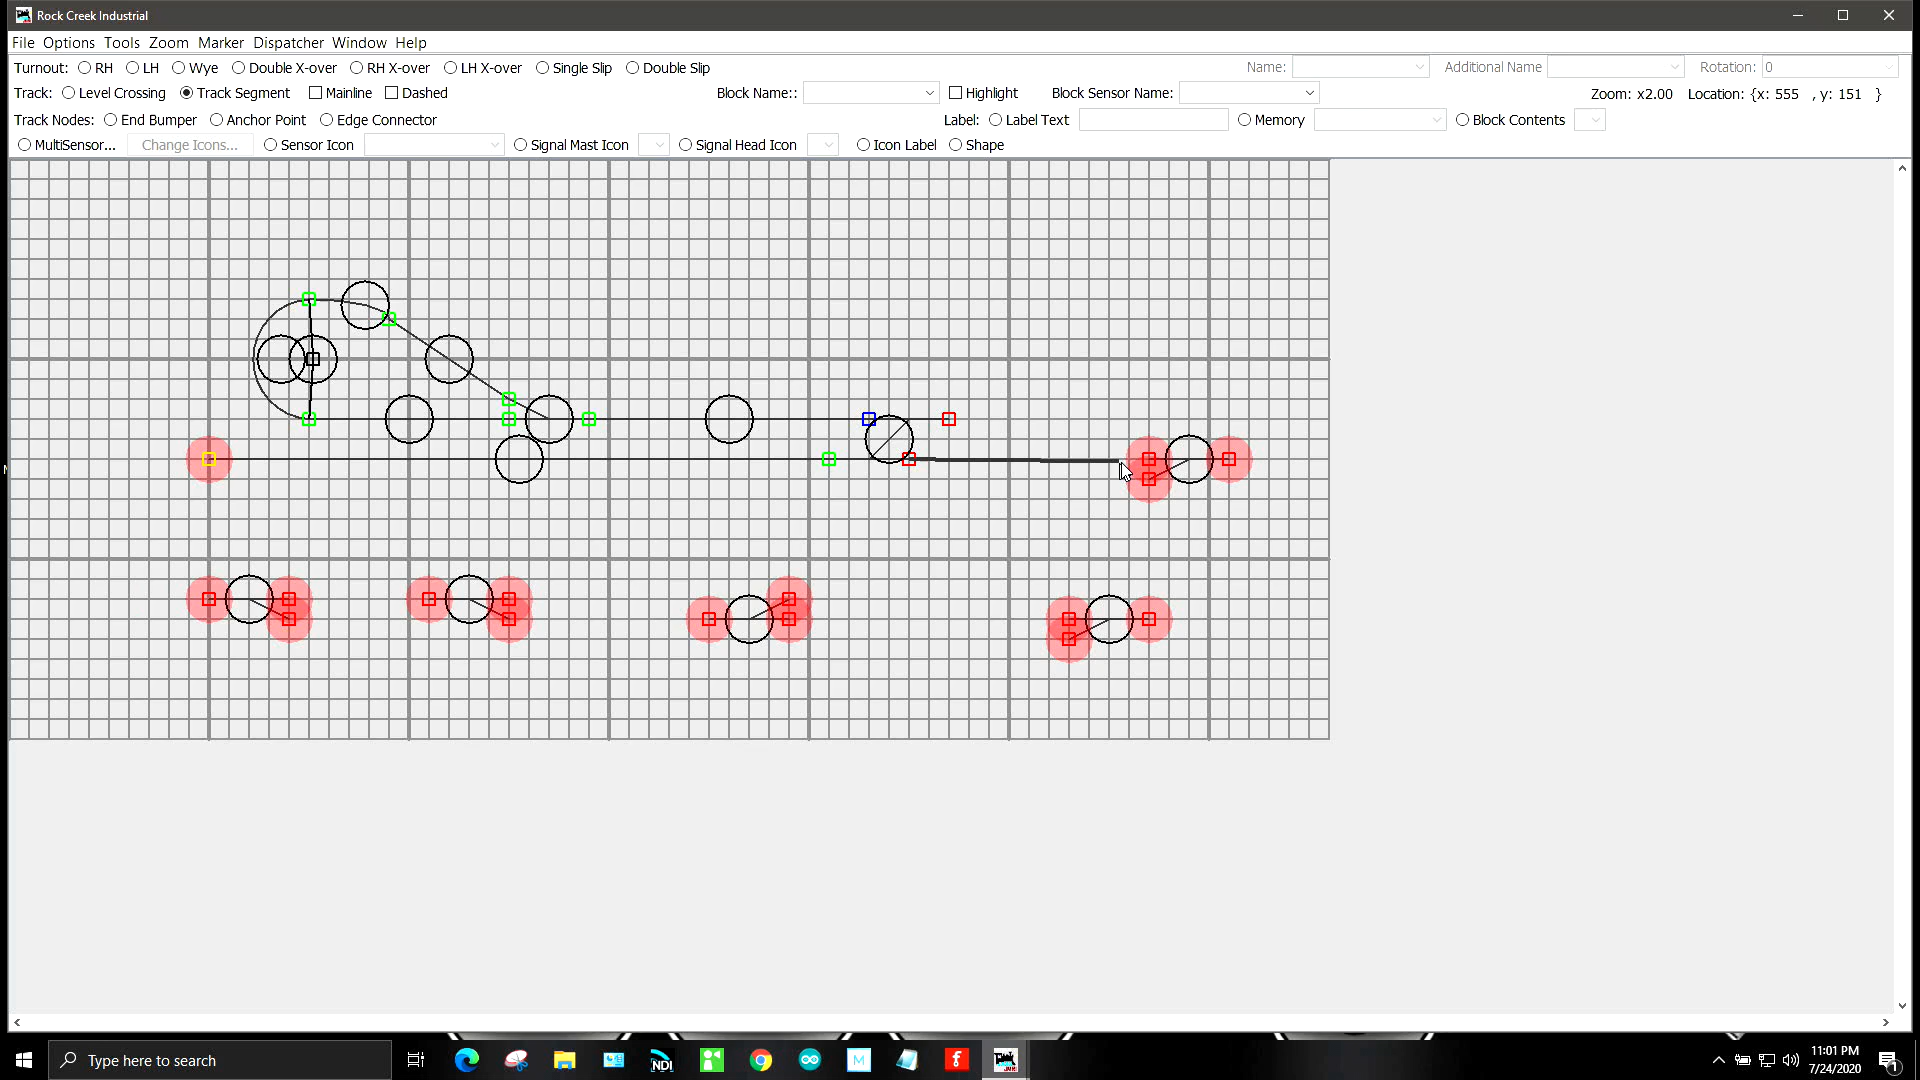 Rock Creek Industrial
File Options Tools Zoom Marker Dispatcher Window Help
Turnout: RH LH Wye Double X-over RH X-over LH X-over Single Slip Double Slip Name: Additional Name Rotation: 0
Track: Level Crossing Track Segment Mainline Dashed Block Name:: Highlight Block Sensor Name: Zoom: x2.00 Location: {x: 555 , y: 151 }
Track Nodes: End Bumper Anchor Point Edge Connector Label: Label Text Memory Block Contents
MultiSensor... Change Icons... Sensor Icon Signal Mast Icon Signal Head Icon Icon Label Shape
Type here to search
NDI
M
11:01 PM
7/24/2020
1